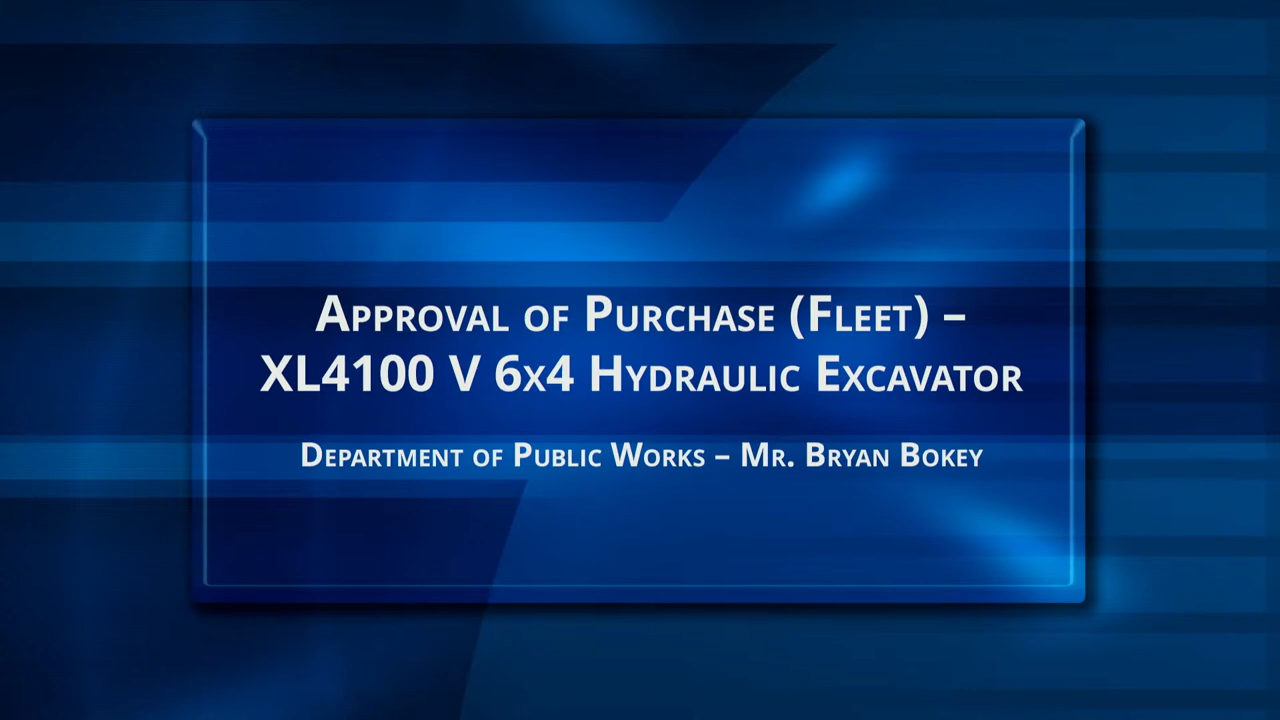 Approval of Purchase (Fleet) –
XL4100 V 6x4 Hydraulic Excavator
Department of Public Works – Mr. Bryan Bokey